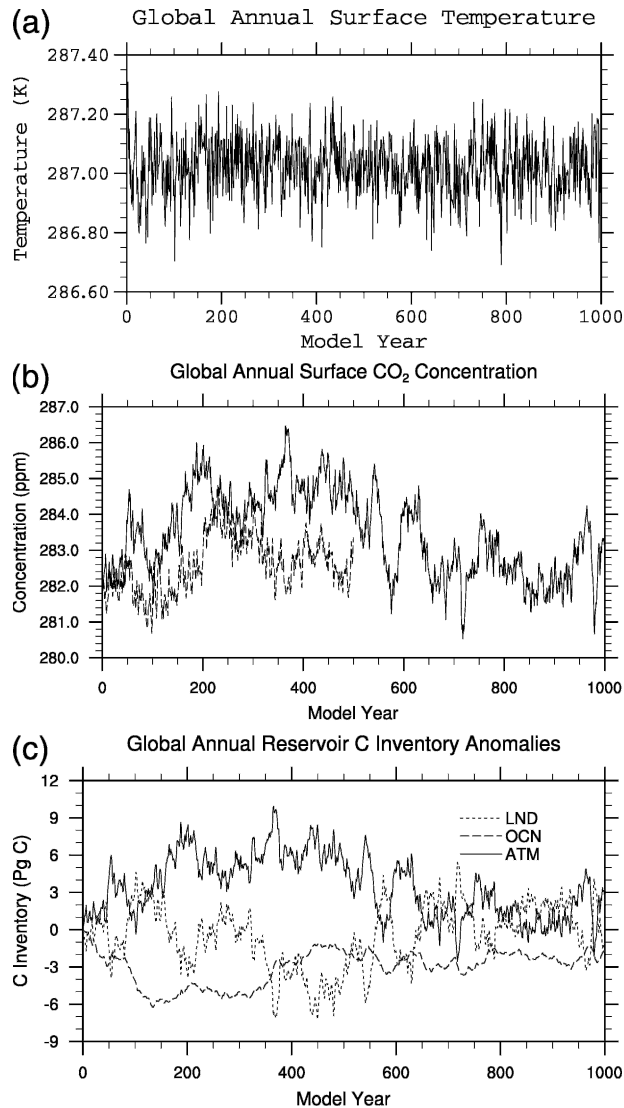 (a) Global Annual Surface Temperature
287.40
287.20
287.00
286.80
286.60
Temperature (K)
0 200 400 600 800 1000
Model Year
(b)
Global Annual Surface CO₂ Concentration
287.0
286.0
285.0
284.0
283.0
282.0
281.0
280.0
Concentration (ppm)
0 200 400 600 800 1000
Model Year
(c)
Global Annual Reservoir C Inventory Anomalies
12
9
6
3
0
-3
-6
-9
C Inventory (Pg C)
LND
OCN
ATM
0 200 400 600 800 1000
Model Year